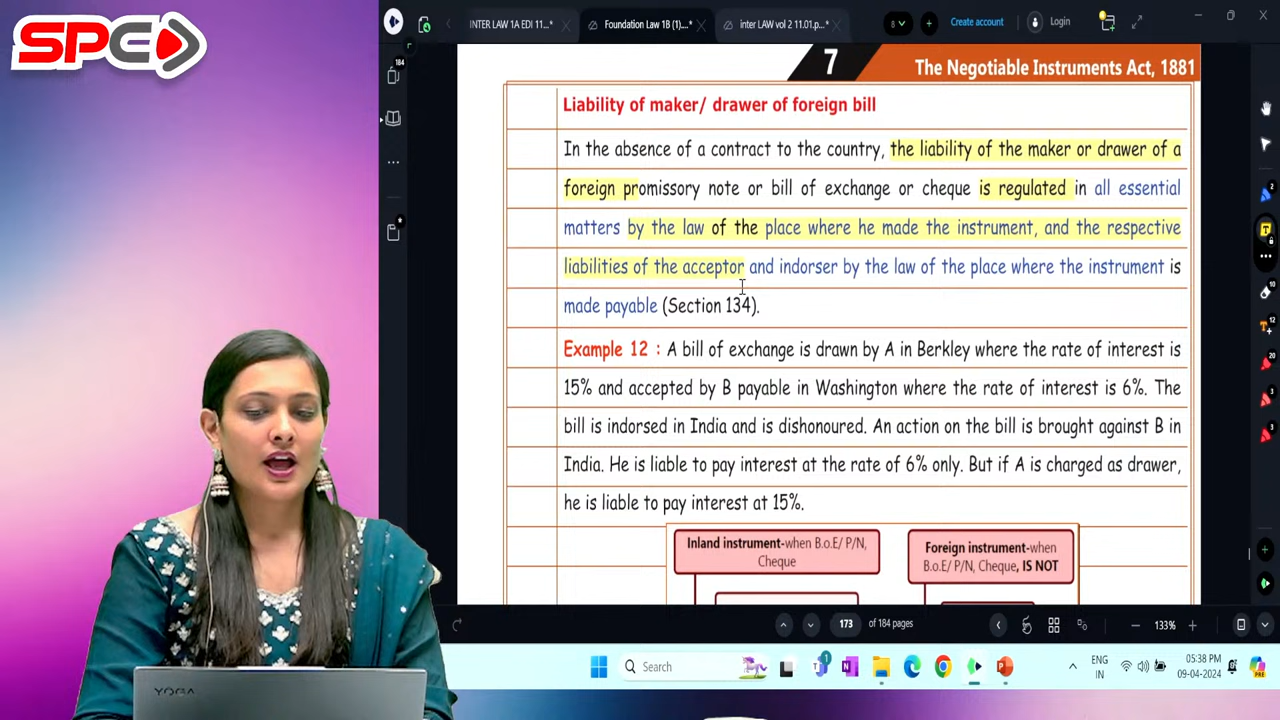 SPC
INTER LAW 1A EDI 11...*
Foundation Law 1B (1)....*
inter LAW vol 2 11.01.p...*
8
Create account
Login
184
7
The Negotiable Instruments Act, 1881
Liability of maker/ drawer of foreign bill
In the absence of a contract to the country, the liability of the maker or drawer of a
foreign promissory note or bill of exchange or cheque is regulated in all essential
matters by the law of the place where he made the instrument, and the respective
liabilities of the acceptor and indorser by the law of the place where the instrument is
made payable (Section 134).
Example 12 : A bill of exchange is drawn by A in Berkley where the rate of interest is
15% and accepted by B payable in Washington where the rate of interest is 6%. The
bill is indorsed in India and is dishonoured. An action on the bill is brought against B in
India. He is liable to pay interest at the rate of 6% only. But if A is charged as drawer,
he is liable to pay interest at 15%.
Inland instrument-when B.o.E/ P/N,
Cheque
Foreign instrument-when
B.o.E/ P/N, Cheque, IS NOT
173 of 184 pages
133%
YOGA
Search
ENG
IN
05:38 PM
09-04-2024